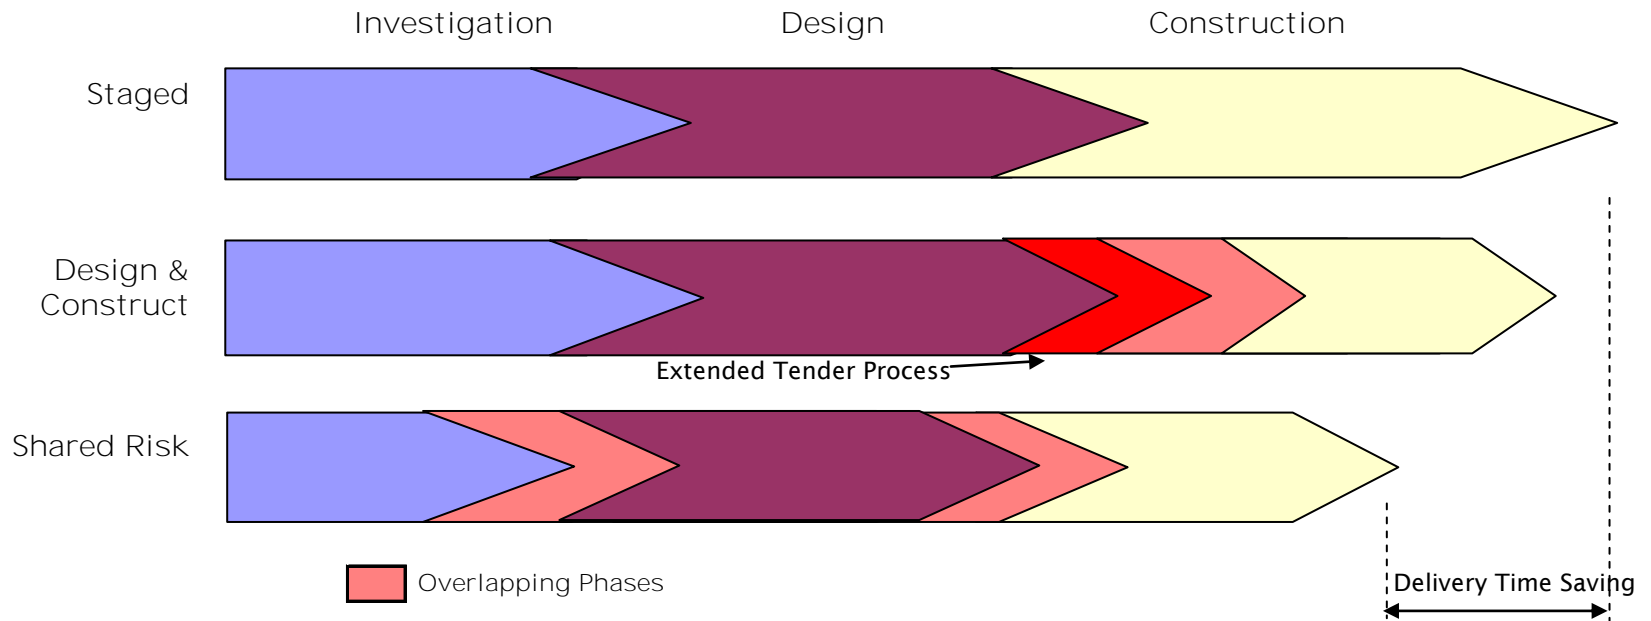 Investigation Design Construction
Staged
Design &
Construct
Extended Tender Process
Shared Risk
Overlapping Phases
Delivery Time Saving